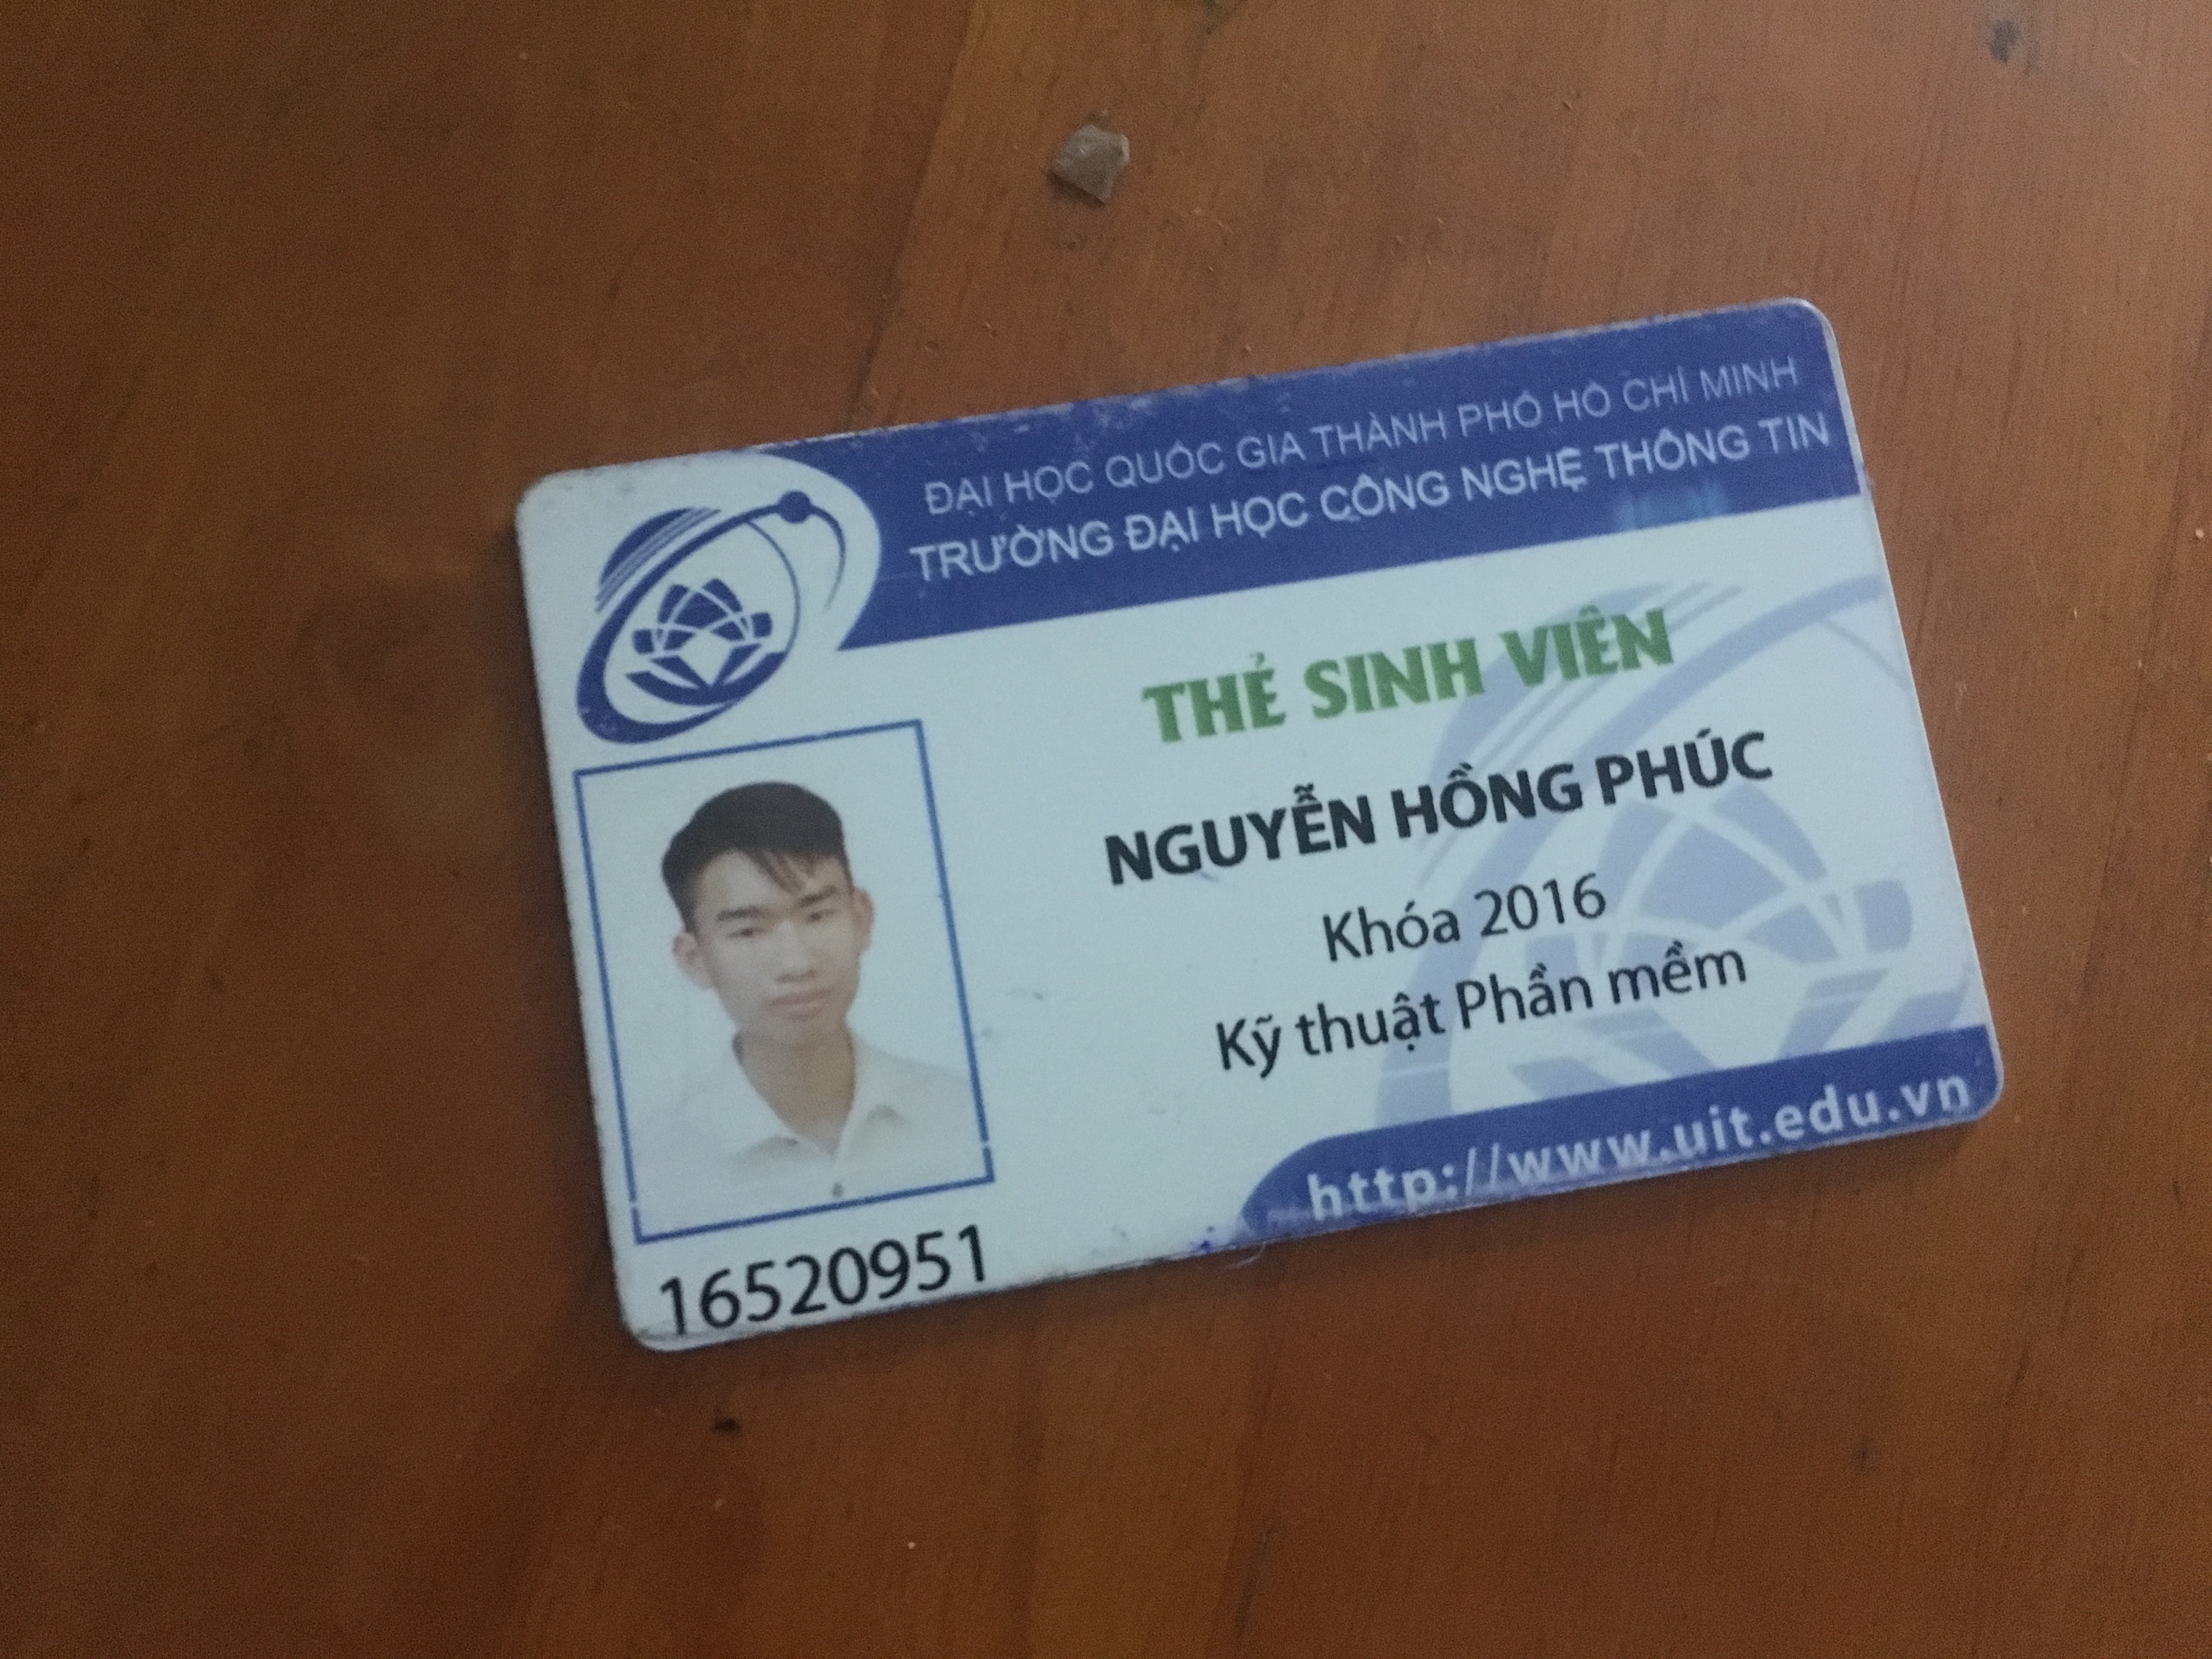 ĐẠI HỌC QUỐC GIA THÀNH PHỐ HỒ CHÍ MINH
TRƯỜNG ĐẠI HỌC CÔNG NGHỆ THÔNG TIN
THẺ SINH VIÊN
NGUYỄN HỒNG PHÚC
Khóa 2016
Kỹ thuật Phần mềm
16520951
http://www.uit.edu.vn